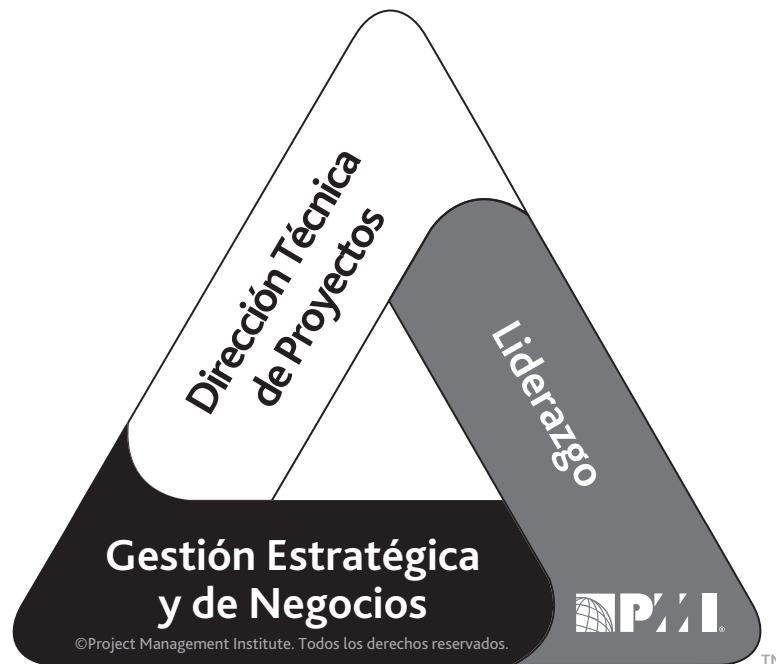 Dirección Técnica
de Proyectos
Liderazgo
Gestión Estratégica
y de Negocios
©Project Management Institute. Todos los derechos reservados.
PMI®
TM